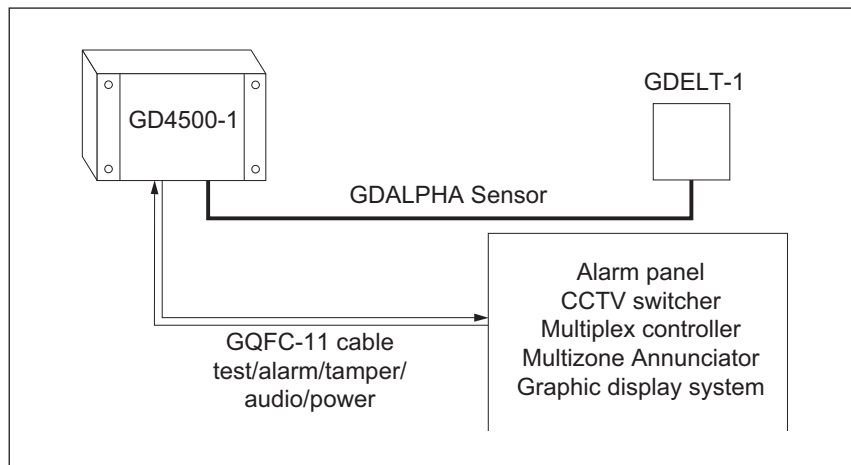 GD4500-1
GDELT-1
GDALPHA Sensor
GQFC-11 cable
test/alarm/tamper/
audio/power
Alarm panel
CCTV switcher
Multiplex controller
Multizone Annunciator
Graphic display system